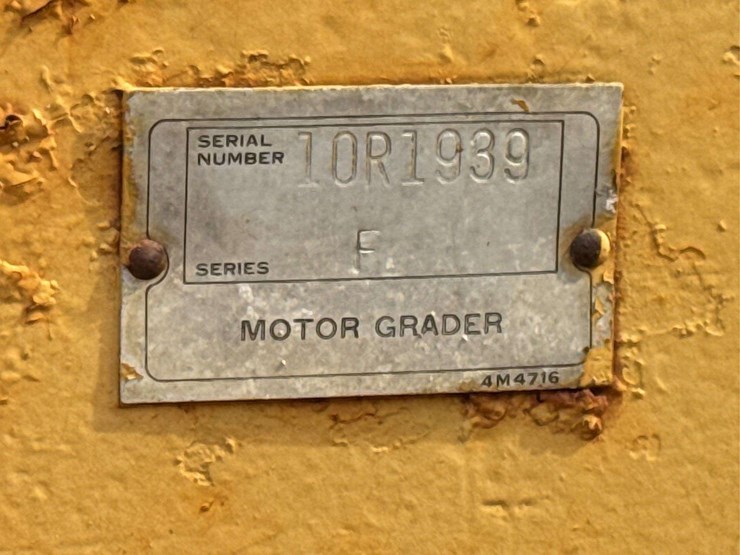 SERIAL
NUMBER 10R1939
SERIES F
MOTOR GRADER
4M4716